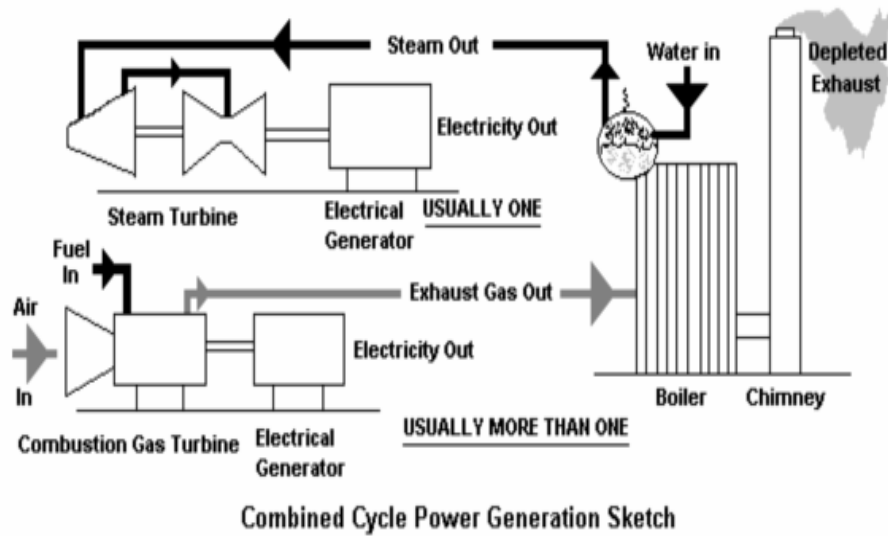 Steam Out
Water in
Depleted
Exhaust
Electricity Out
Steam Turbine
Electrical
Generator
USUALLY ONE
Fuel
In
Air
In
Exhaust Gas Out
Electricity Out
Boiler
Chimney
Combustion Gas Turbine
Electrical
Generator
USUALLY MORE THAN ONE
Combined Cycle Power Generation Sketch